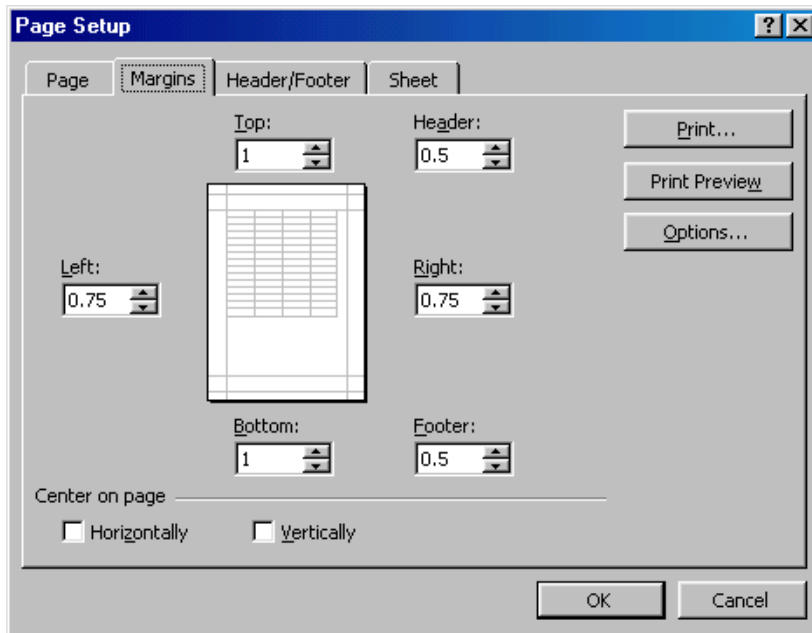 Page Setup
Page Margins Header/Footer Sheet
Top: Header: Print...
1 0.5
Print Preview
Options...
Left: Right:
0.75 0.75
Bottom: Footer:
1 0.5
Center on page
Horizontally Vertically
OK Cancel